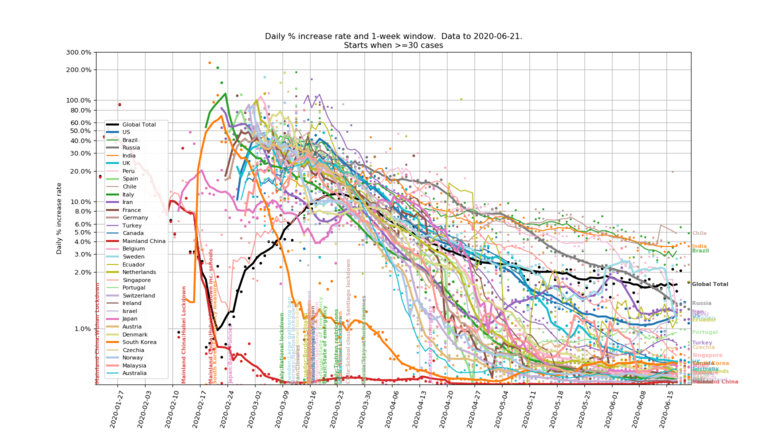 Daily % increase rate and 1-week window.  Data to 2020-06-21.
Starts when >=30 cases
Daily % increase rate
300.0%
200.0%
100.0%
80.0%
60.0%
50.0%
40.0%
30.0%
20.0%
10.0%
8.0%
6.0%
5.0%
4.0%
3.0%
2.0%
1.0%
Global Total
US
Brazil
Russia
India
UK
Peru
Spain
Chile
Italy
Iran
France
Germany
Turkey
Canada
Mainland China
Belgium
Sweden
Ecuador
Netherlands
Singapore
Portugal
Switzerland
Ireland
Israel
Japan
Austria
Denmark
South Korea
Czechia
Norway
Malaysia
Australia
Mainland China/Hubei Lockdown
Chile
India
Brazil
Global Total
Russia
Portugal
Turkey
Czechia
Singapore
Mainland China
2020-01-27
2020-02-03
2020-02-10
2020-02-17
2020-02-24
2020-03-02
2020-03-09
2020-03-16
2020-03-23
2020-03-30
2020-04-06
2020-04-13
2020-04-20
2020-04-27
2020-05-04
2020-05-11
2020-05-18
2020-05-25
2020-06-01
2020-06-08
2020-06-15